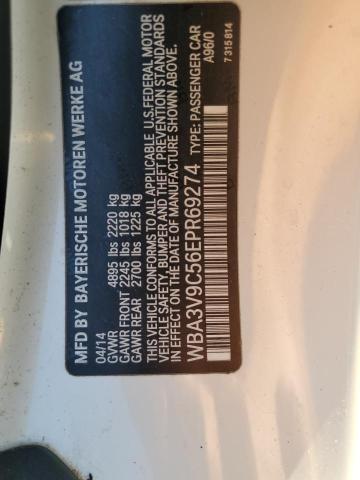 MFD BY BAYERISCHE MOTOREN WERKE AG
04/14
GVWR 4895 lbs 2220 kg
GAWR FRONT 2245 lbs 1018 kg
GAWR REAR 2700 lbs 1225 kg
THIS VEHICLE CONFORMS TO ALL APPLICABLE U.S.FEDERAL MOTOR
VEHICLE SAFETY, BUMPER AND THEFT PREVENTION STANDARDS
IN EFFECT ON THE DATE OF MANUFACTURE SHOWN ABOVE.
WBA3V9C56EPR69274 TYPE: PASSENGER CAR
A96/0
7 315 814